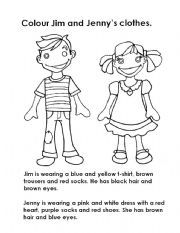 Colour Jim and Jenny's clothes.
Jim is wearing a blue and yellow t-shirt, brown
trousers and red socks. He has black hair and
brown eyes.
Jenny is wearing a pink and white dress with a red
heart, purple socks and red shoes. She has brown
hair and blue eyes.